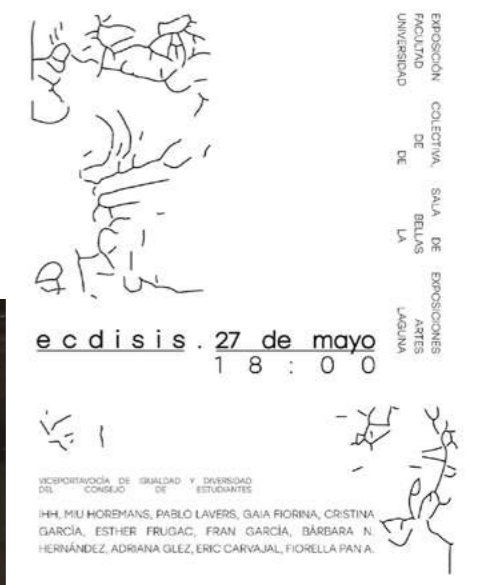 EXPOSICIÓN COLECTIVA, SALA DE EXPOSICIONES
FACULTAD DE BELLAS ARTES
UNIVERSIDAD DE LA LAGUNA
ecdisis. 27 de mayo
18:00
VICEPORTAVOCÍA DE IGUALDAD Y DIVERSIDAD
DEL CONSEJO DE ESTUDIANTES
IHH, MIU HOREMANS, PABLO LAVERS, GAIA FIORINA, CRISTINA
GARCÍA, ESTHER FRUGAC, FRAN GARCÍA, BÁRBARA N.
HERNÁNDEZ, ADRIANA GLEZ, ERIC CARVAJAL, FIORELLA PAN A.